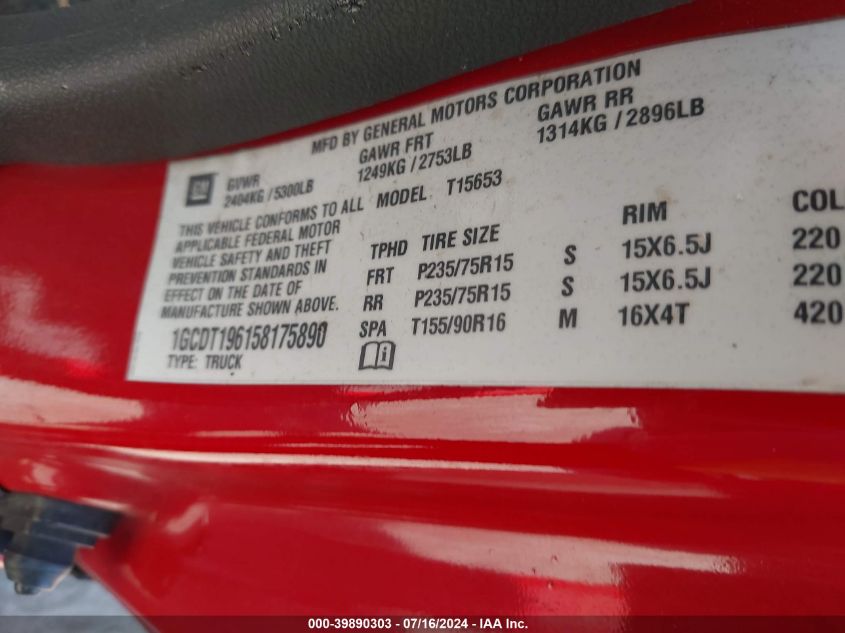 MFD BY GENERAL MOTORS CORPORATION
GM
GVWR GAWR FRT GAWR RR
2404KG / 5300LB 1249KG / 2753LB 1314KG / 2896LB
THIS VEHICLE CONFORMS TO ALL
APPLICABLE FEDERAL MOTOR
VEHICLE SAFETY AND THEFT
PREVENTION STANDARDS IN
EFFECT ON THE DATE OF
MANUFACTURE SHOWN ABOVE.
1GCDT196158175890
TYPE: TRUCK
MODEL T15653
TPHD TIRE SIZE RIM COL
FRT P235/75R15 S 15X6.5J 220
RR P235/75R15 S 15X6.5J 220
SPA T155/90R16 M 16X4T 420
000-39890303 - 07/16/2024 - IAA Inc.